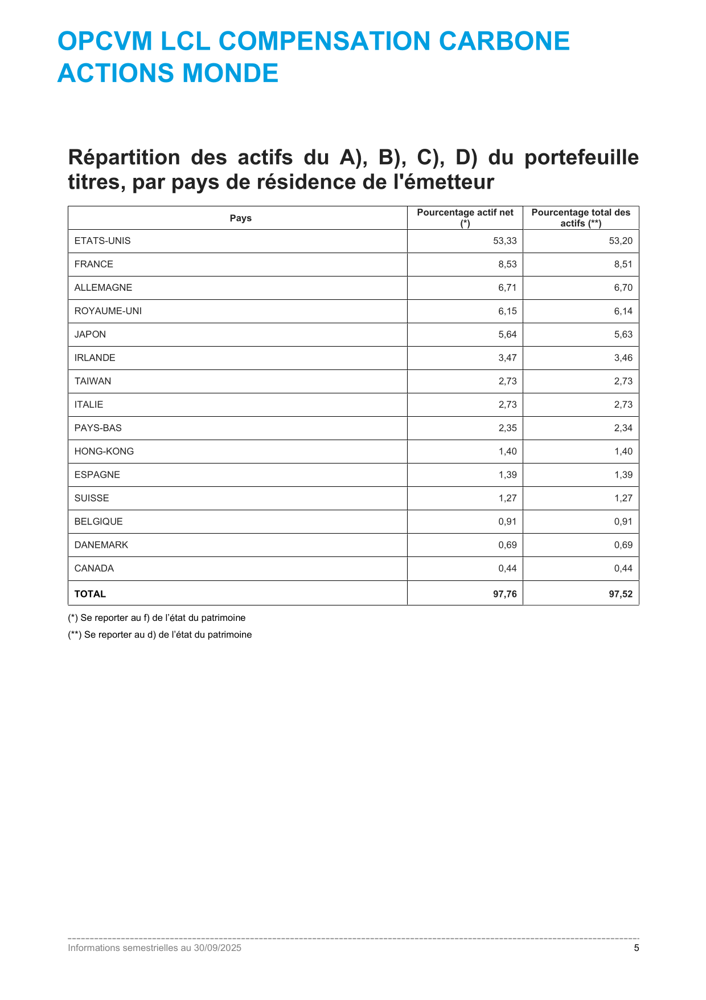 OPCVM LCL COMPENSATION CARBONE
ACTIONS MONDE
Répartition des actifs du A), B), C), D) du portefeuille
titres, par pays de résidence de l'émetteur
Pays Pourcentage actif net (*) Pourcentage total des actifs (**)
ETATS-UNIS 53,33 53,20
FRANCE 8,53 8,51
ALLEMAGNE 6,71 6,70
ROYAUME-UNI 6,15 6,14
JAPON 5,64 5,63
IRLANDE 3,47 3,46
TAIWAN 2,73 2,73
ITALIE 2,73 2,73
PAYS-BAS 2,35 2,34
HONG-KONG 1,40 1,40
ESPAGNE 1,39 1,39
SUISSE 1,27 1,27
BELGIQUE 0,91 0,91
DANEMARK 0,69 0,69
CANADA 0,44 0,44
TOTAL 97,76 97,52
(*) Se reporter au f) de l’état du patrimoine
(**) Se reporter au d) de l’état du patrimoine
Informations semestrielles au 30/09/2025 5